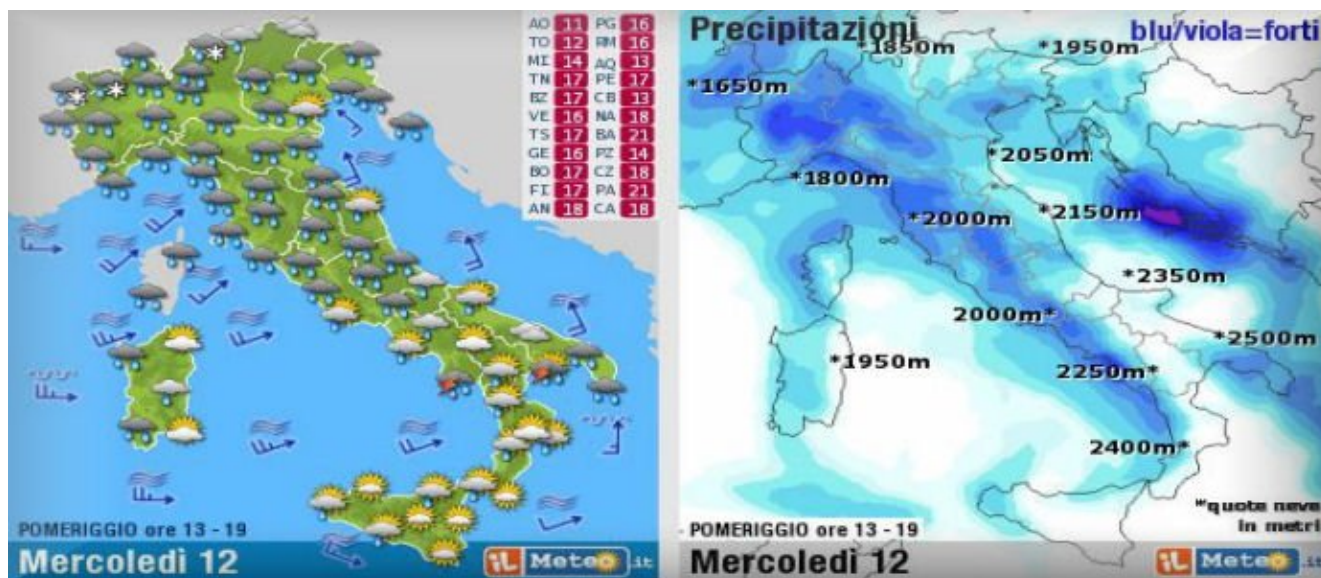 AO 11 PG 16
TO 12 RM 16
MI 14 AQ 13
TN 17 PE 17
BZ 17 CB 13
VE 16 NA 18
TS 17 BA 21
GE 16 PZ 14
BO 17 CZ 18
FI 17 PA 21
AN 18 CA 18
POMERIGGIO ore 13 - 19
Mercoledì 12
iL Meteo.it
Precipitazioni
blu/viola=forti
*1850m
*1950m
*1650m
*2050m
*1800m
*2000m
*2150m
*2350m
2000m*
*2500m
*1950m
2250m*
2400m*
*quote neve
in metri
- POMERIGGIO ore 13 - 19
Mercoledì 12
iL Meteo.it